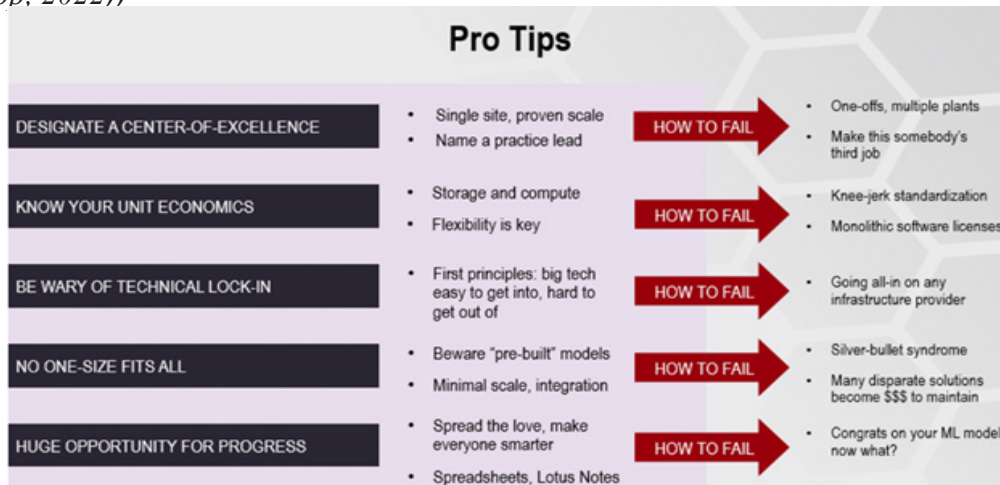 2022))
Pro Tips
DESIGNATE A CENTER-OF-EXCELLENCE
• Single site, proven scale
• Name a practice lead
HOW TO FAIL
• One-offs, multiple plants
• Make this somebody's
third job
KNOW YOUR UNIT ECONOMICS
• Storage and compute
• Flexibility is key
HOW TO FAIL
• Knee-jerk standardization
• Monolithic software licenses
BE WARY OF TECHNICAL LOCK-IN
• First principles: big tech
easy to get into, hard to
get out of
HOW TO FAIL
• Going all-in on any
infrastructure provider
NO ONE-SIZE FITS ALL
• Beware “pre-built” models
• Minimal scale, integration
HOW TO FAIL
• Silver-bullet syndrome
• Many disparate solutions
become $$$ to maintain
HUGE OPPORTUNITY FOR PROGRESS
• Spread the love, make
everyone smarter
• Spreadsheets, Lotus Notes
HOW TO FAIL
• Congrats on your ML model
now what?